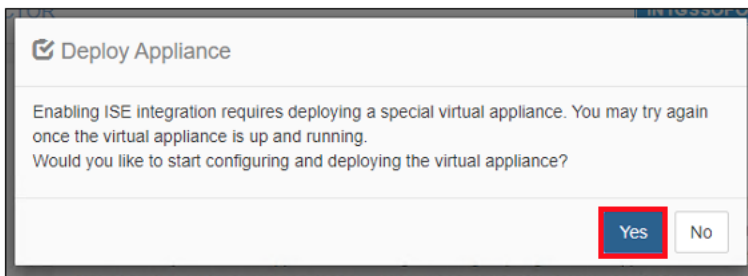 Deploy Appliance
Enabling ISE integration requires deploying a special virtual appliance. You may try again
once the virtual appliance is up and running.
Would you like to start configuring and deploying the virtual appliance?
Yes No